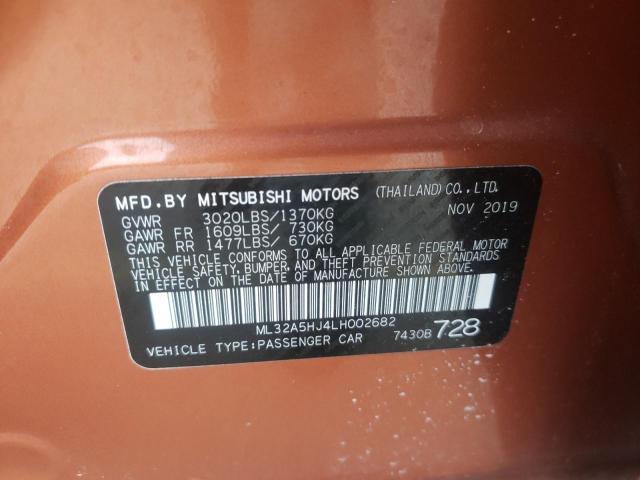 MFD.BY MITSUBISHI MOTORS (THAILAND)CO.,LTD.
GVWR 3020LBS/1370KG NOV 2019
GAWR FR 1609LBS/ 730KG
GAWR RR 1477LBS/ 670KG
THIS VEHICLE CONFORMS TO ALL APPLICABLE FEDERAL MOTOR
VEHICLE SAFETY,BUMPER,AND THEFT PREVENTION STANDARDS
IN EFFECT ON THE DATE OF MANUFACTURE SHOWN ABOVE.
ML32A5HJ4LH002682
VEHICLE TYPE:PASSENGER CAR 7430B 728